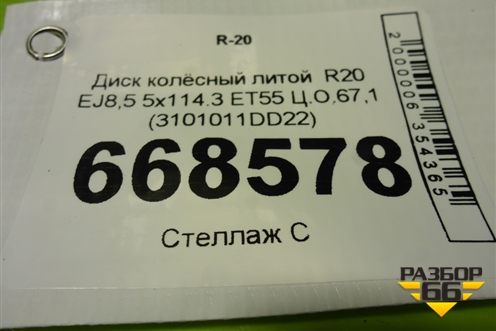 R-20
Диск колёсный литой R20
EJ8,5 5x114.3 ET55 Ц.О.67,1
(3101011DD22)
668578
Стеллаж С
2000006354365
РАЗБОР
66